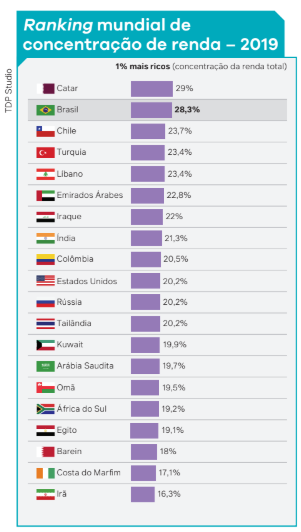 Ranking mundial de
concentração de renda – 2019
1% mais ricos (concentração da renda total)
TDP Studio
Catar 29%
Brasil 28,3%
Chile 23,7%
Turquia 23,4%
Líbano 23,4%
Emirados Árabes 22,8%
Iraque 22%
Índia 21,3%
Colômbia 20,5%
Estados Unidos 20,2%
Rússia 20,2%
Tailândia 20,2%
Kuwait 19,9%
Arábia Saudita 19,7%
Omã 19,5%
África do Sul 19,2%
Egito 19,1%
Barein 18%
Costa do Marfim 17,1%
Irã 16,3%